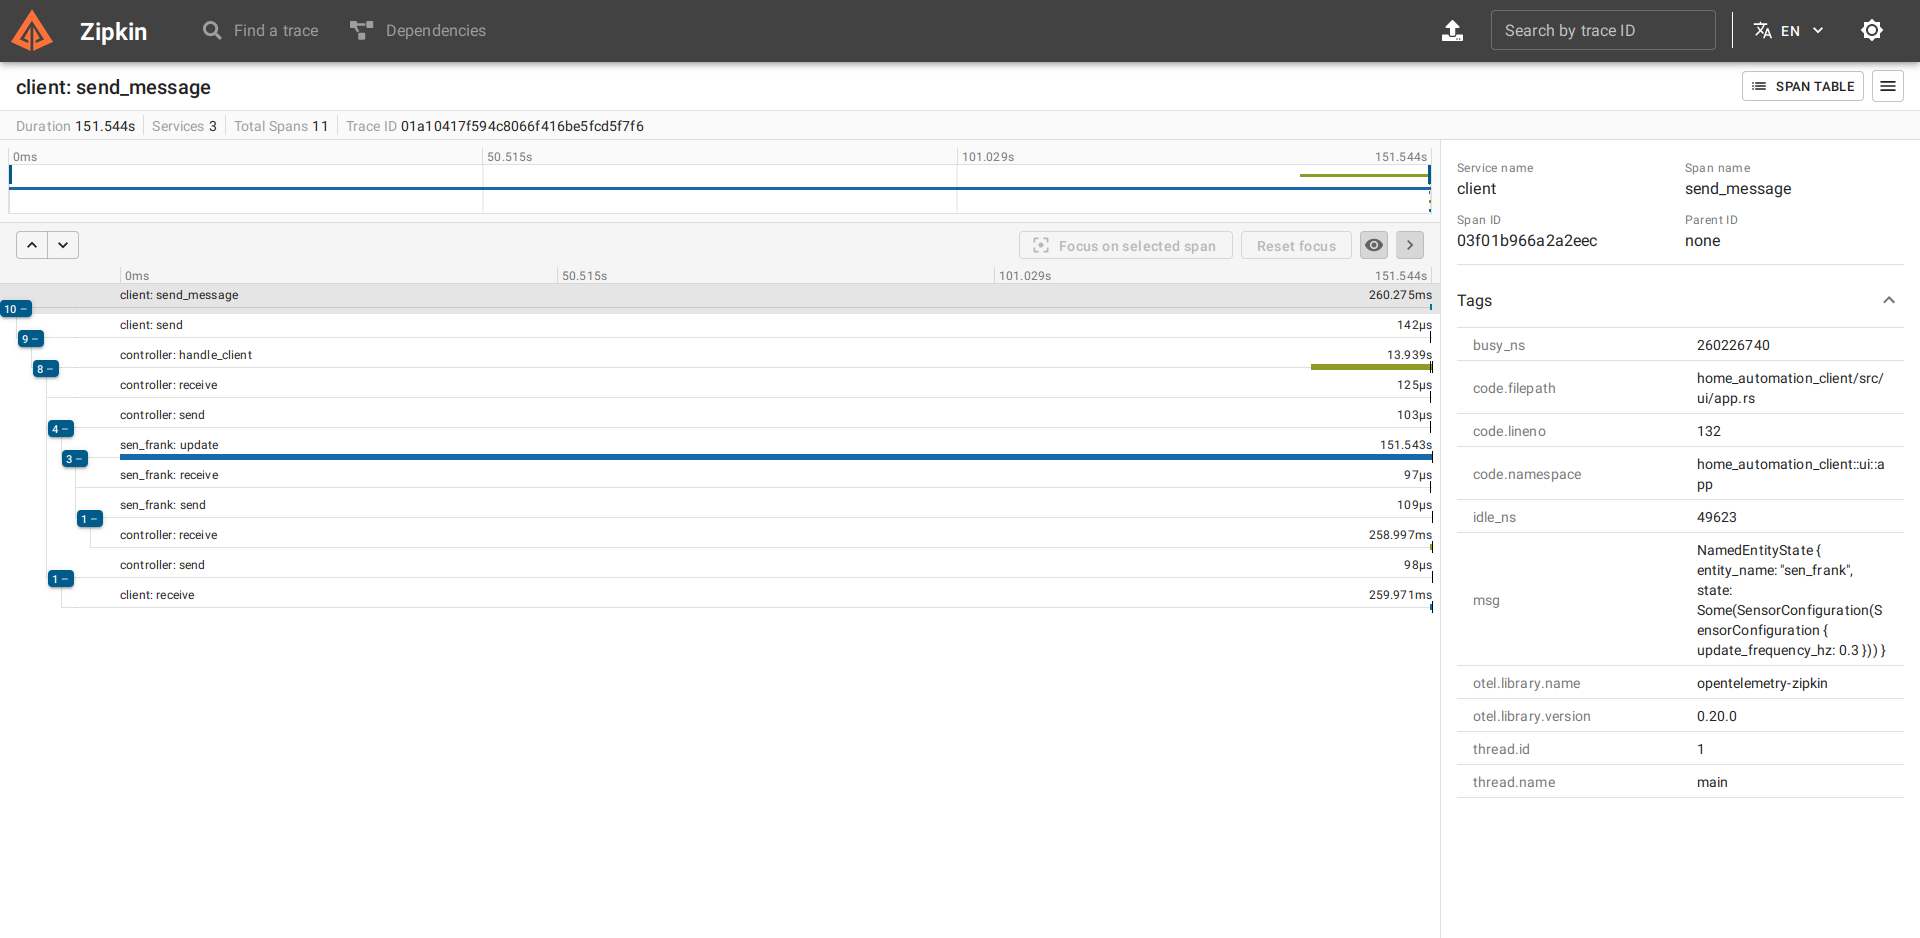 Zipkin
Find a trace
Dependencies
Search by trace ID
EN
client: send_message
SPAN TABLE
Duration 151.544s
Services 3
Total Spans 11
Trace ID 01a10417f594c8066f416be5fcd5f7f6
0ms
50.515s
101.029s
151.544s
Focus on selected span
Reset focus
0ms
50.515s
101.029s
151.544s
client: send_message 260.275ms
10 −
client: send 142µs
9 −
controller: handle_client 13.939s
8 −
controller: receive 125µs
controller: send 103µs
4 −
sen_frank: update 151.543s
3 −
sen_frank: receive 97µs
sen_frank: send 109µs
1 −
controller: receive 258.997ms
controller: send 98µs
1 −
client: receive 259.971ms
Service name
client
Span name
send_message
Span ID
03f01b966a2a2eec
Parent ID
none
Tags
busy_ns 260226740
code.filepath
home_automation_client/src/
ui/app.rs
code.lineno 132
code.namespace
home_automation_client::ui::a
pp
idle_ns 49623
msg
NamedEntityState {
entity_name: "sen_frank",
state:
Some(SensorConfiguration(S
ensorConfiguration {
update_frequency_hz: 0.3 })) }
otel.library.name opentelemetry-zipkin
otel.library.version 0.20.0
thread.id 1
thread.name main